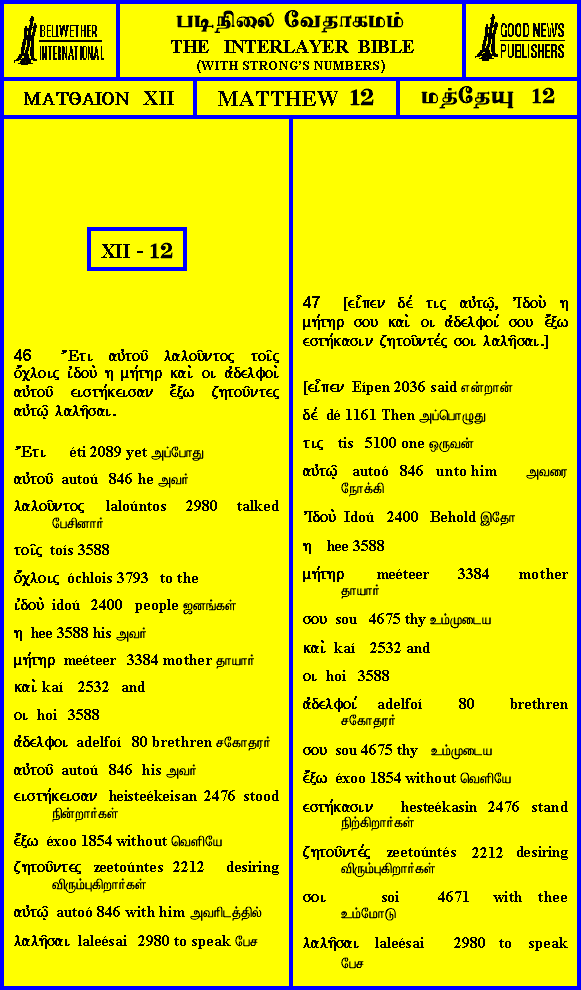 BELLWETHER
INTERNATIONAL
படிநிலை வேதாகமம்
THE INTERLAYER BIBLE
(WITH STRONG'S NUMBERS)
GOOD NEWS
PUBLISHERS
ΜΑΤΘΑΙΟΝ XII
MATTHEW 12
மத்தேயு 12
XII - 12
46 Ἔτι αὐτοῦ λαλοῦντος τοῖς
ὄχλοις ἰδοὺ η μήτηρ καὶ οι ἀδελφοὶ
αὐτοῦ ειστήκεισαν ἔξω ζητοῦντες
αὐτῷ λαλῆσαι.
Ἔτι éti 2089 yet அப்போது
αὐτοῦ autoú 846 he அவர்
λαλοῦντος laloúntos 2980 talked
பேசினார்
τοῖς toís 3588
ὄχλοις óchlois 3793 to the
ἰδοὺ idoú 2400 people ஜனங்கள்
η hee 3588 his அவர்
μήτηρ meéteer 3384 mother தாயார்
καὶ kaí 2532 and
οι hoi 3588
ἀδελφοι adelfoí 80 brethren சகோதரர்
αὐτοῦ autoú 846 his அவர்
ειστήκεισαν heisteékeisan 2476 stood
நின்றார்கள்
ἔξω éxoo 1854 without வெளியே
ζητοῦντες zeetoúntes 2212 desiring
விரும்புகிறார்கள்
αὐτῷ autoó 846 with him அவரிடத்தில்
λαλῆσαι laleésai 2980 to speak பேச
47 [εἶπεν δέ τις αὐτῷ, Ἰδοὺ η
μήτηρ σου καὶ οι ἀδελφοί σου ἔξω
εστήκασιν ζητοῦντές σοι λαλῆσαι.]
[εἶπεν Eípen 2036 said என்றான்
δέ dé 1161 Then அப்பொழுது
τις tis 5100 one ஒருவன்
αὐτῷ autoó 846 unto him அவரை
நோக்கி
Ἰδοὺ Idoú 2400 Behold இதோ
η hee 3588
μήτηρ meéteer 3384 mother
தாயார்
σου sou 4675 thy உம்முடைய
καὶ kaí 2532 and
οι hoi 3588
ἀδελφοί adelfoí 80 brethren
சகோதரர்
σου sou 4675 thy உம்முடைய
ἔξω éxoo 1854 without வெளியே
εστήκασιν hesteékasin 2476 stand
நிற்கிறார்கள்
ζητοῦντές zeetoúntés 2212 desiring
விரும்புகிறார்கள்
σοι soi 4671 with thee
உம்மோடு
λαλῆσαι laleésai 2980 to speak
பேச